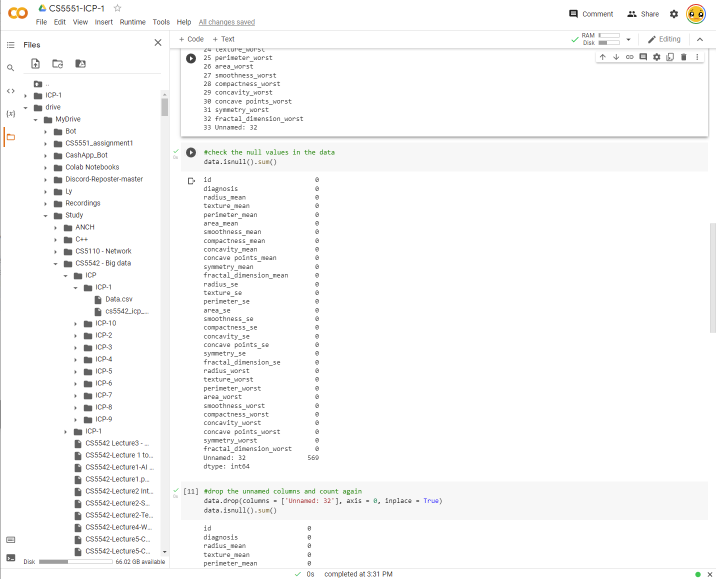 CO
CS5551-ICP-1
File Edit View Insert Runtime Tools Help All changes saved
Comment Share
+ Code + Text
RAM
Disk
Editing
Files
..
ICP-1
drive
MyDrive
Bot
CS5551_assignment1
CashApp_Bot
Colab Notebooks
Discord-Reposter-master
Ly
Recordings
Study
ANCH
C++
CS5110 - Network
CS5542 - Big data
ICP
ICP-1
Data.csv
cs5542_icp_...
ICP-10
ICP-2
ICP-3
ICP-4
ICP-5
ICP-6
ICP-7
ICP-8
ICP-9
ICP-1
CS5542 Lecture3 - ...
CS5542-Lecture 1 to...
CS5542-Lecture1-AI ...
CS5542-Lecture1.p...
CS5542-Lecture2 Int...
CS5542-Lecture2-S...
CS5542-Lecture2-Te...
CS5542-Lecture4-W...
CS5542-Lecture5-C...
CS5542-Lecture5-C...
Disk 66.02 GB available
24 texture_worst
25 perimeter_worst
26 area_worst
27 smoothness_worst
28 compactness_worst
29 concavity_worst
30 concave points_worst
31 symmetry_worst
32 fractal_dimension_worst
33 Unnamed: 32
0s
#check the null values in the data
data.isnull().sum()
id 0
diagnosis 0
radius_mean 0
texture_mean 0
perimeter_mean 0
area_mean 0
smoothness_mean 0
compactness_mean 0
concavity_mean 0
concave points_mean 0
symmetry_mean 0
fractal_dimension_mean 0
radius_se 0
texture_se 0
perimeter_se 0
area_se 0
smoothness_se 0
compactness_se 0
concavity_se 0
concave points_se 0
symmetry_se 0
fractal_dimension_se 0
radius_worst 0
texture_worst 0
perimeter_worst 0
area_worst 0
smoothness_worst 0
compactness_worst 0
concavity_worst 0
concave points_worst 0
symmetry_worst 0
fractal_dimension_worst 0
Unnamed: 32 569
dtype: int64
0s
[11] #drop the unnamed columns and count again
data.drop(columns = ['Unnamed: 32'], axis = 0, inplace = True)
data.isnull().sum()
id 0
diagnosis 0
radius_mean 0
texture_mean 0
perimeter_mean 0
0s completed at 3:31 PM